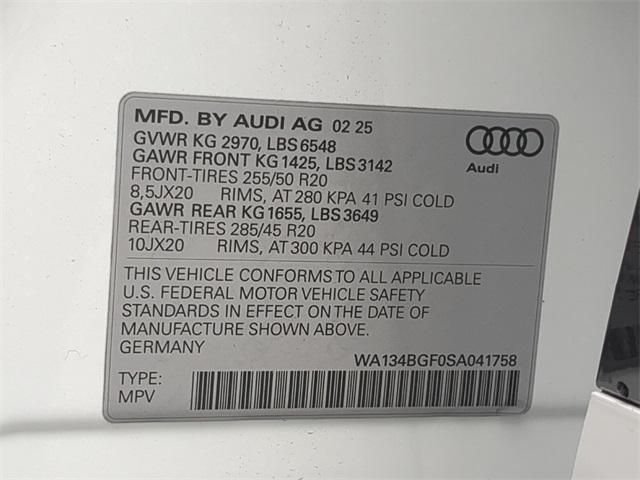 MFD. BY AUDI AG 02 25
GVWR KG 2970, LBS 6548
GAWR FRONT KG 1425, LBS 3142
FRONT-TIRES 255/50 R20
8,5JX20 RIMS, AT 280 KPA 41 PSI COLD
GAWR REAR KG 1655, LBS 3649
REAR-TIRES 285/45 R20
10JX20 RIMS, AT 300 KPA 44 PSI COLD
Audi
THIS VEHICLE CONFORMS TO ALL APPLICABLE
U.S. FEDERAL MOTOR VEHICLE SAFETY
STANDARDS IN EFFECT ON THE DATE OF
MANUFACTURE SHOWN ABOVE.
GERMANY
WA134BGF0SA041758
TYPE:
MPV